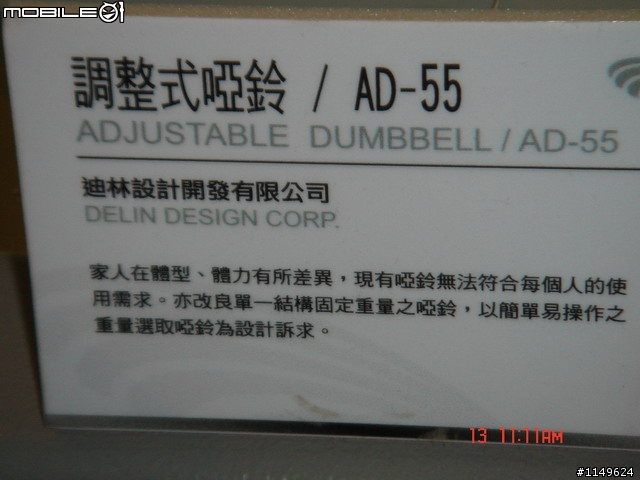 MOBILE01
調整式啞鈴 / AD-55
ADJUSTABLE DUMBBELL / AD-55
迪林設計開發有限公司
DELIN DESIGN CORP.
家人在體型、體力有所差異，現有啞鈴無法符合每個人的使
用需求。亦改良單一結構固定重量之啞鈴，以簡單易操作之
重量選取啞鈴為設計訴求。
13 11:11AM
#1149624